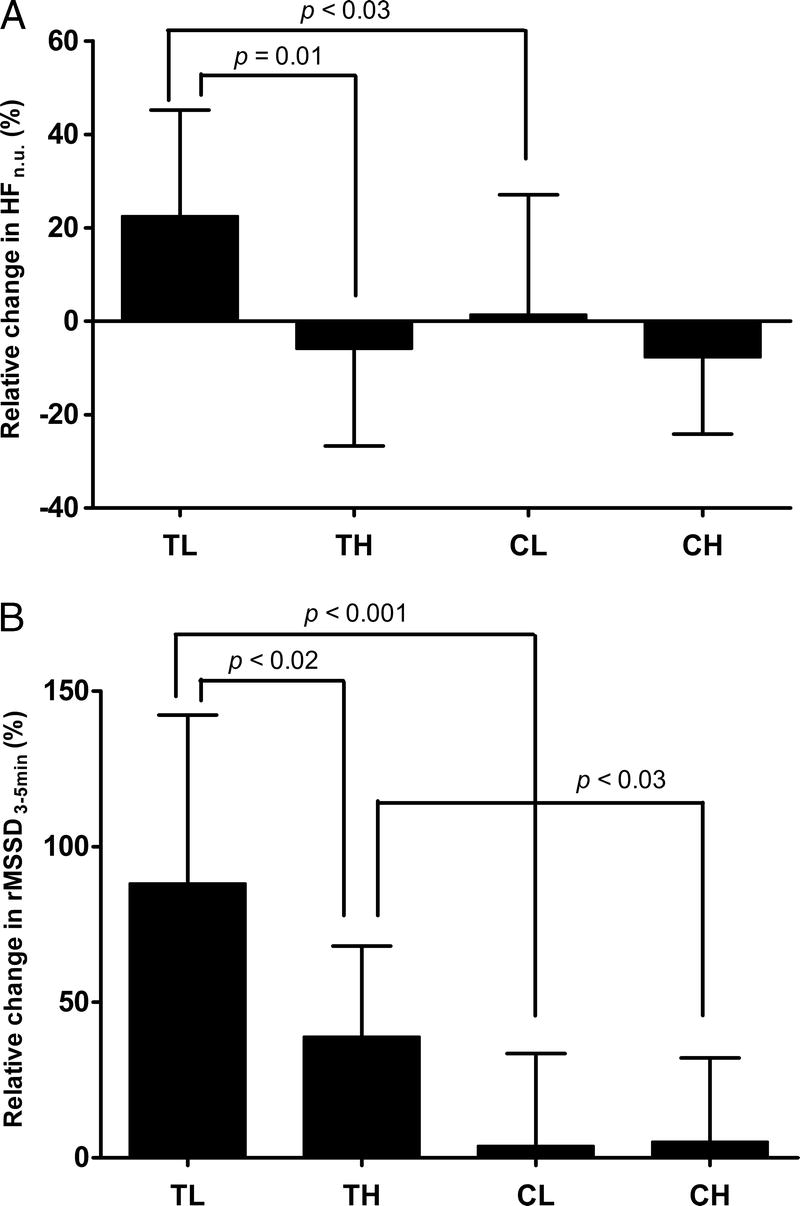 A
p < 0.03
p = 0.01
Relative change in HFn.u. (%)
60
40
20
0
-20
-40
TL TH CL CH
B
p < 0.001
p < 0.02
p < 0.03
Relative change in rMSSD3-5min (%)
150
100
50
0
TL TH CL CH